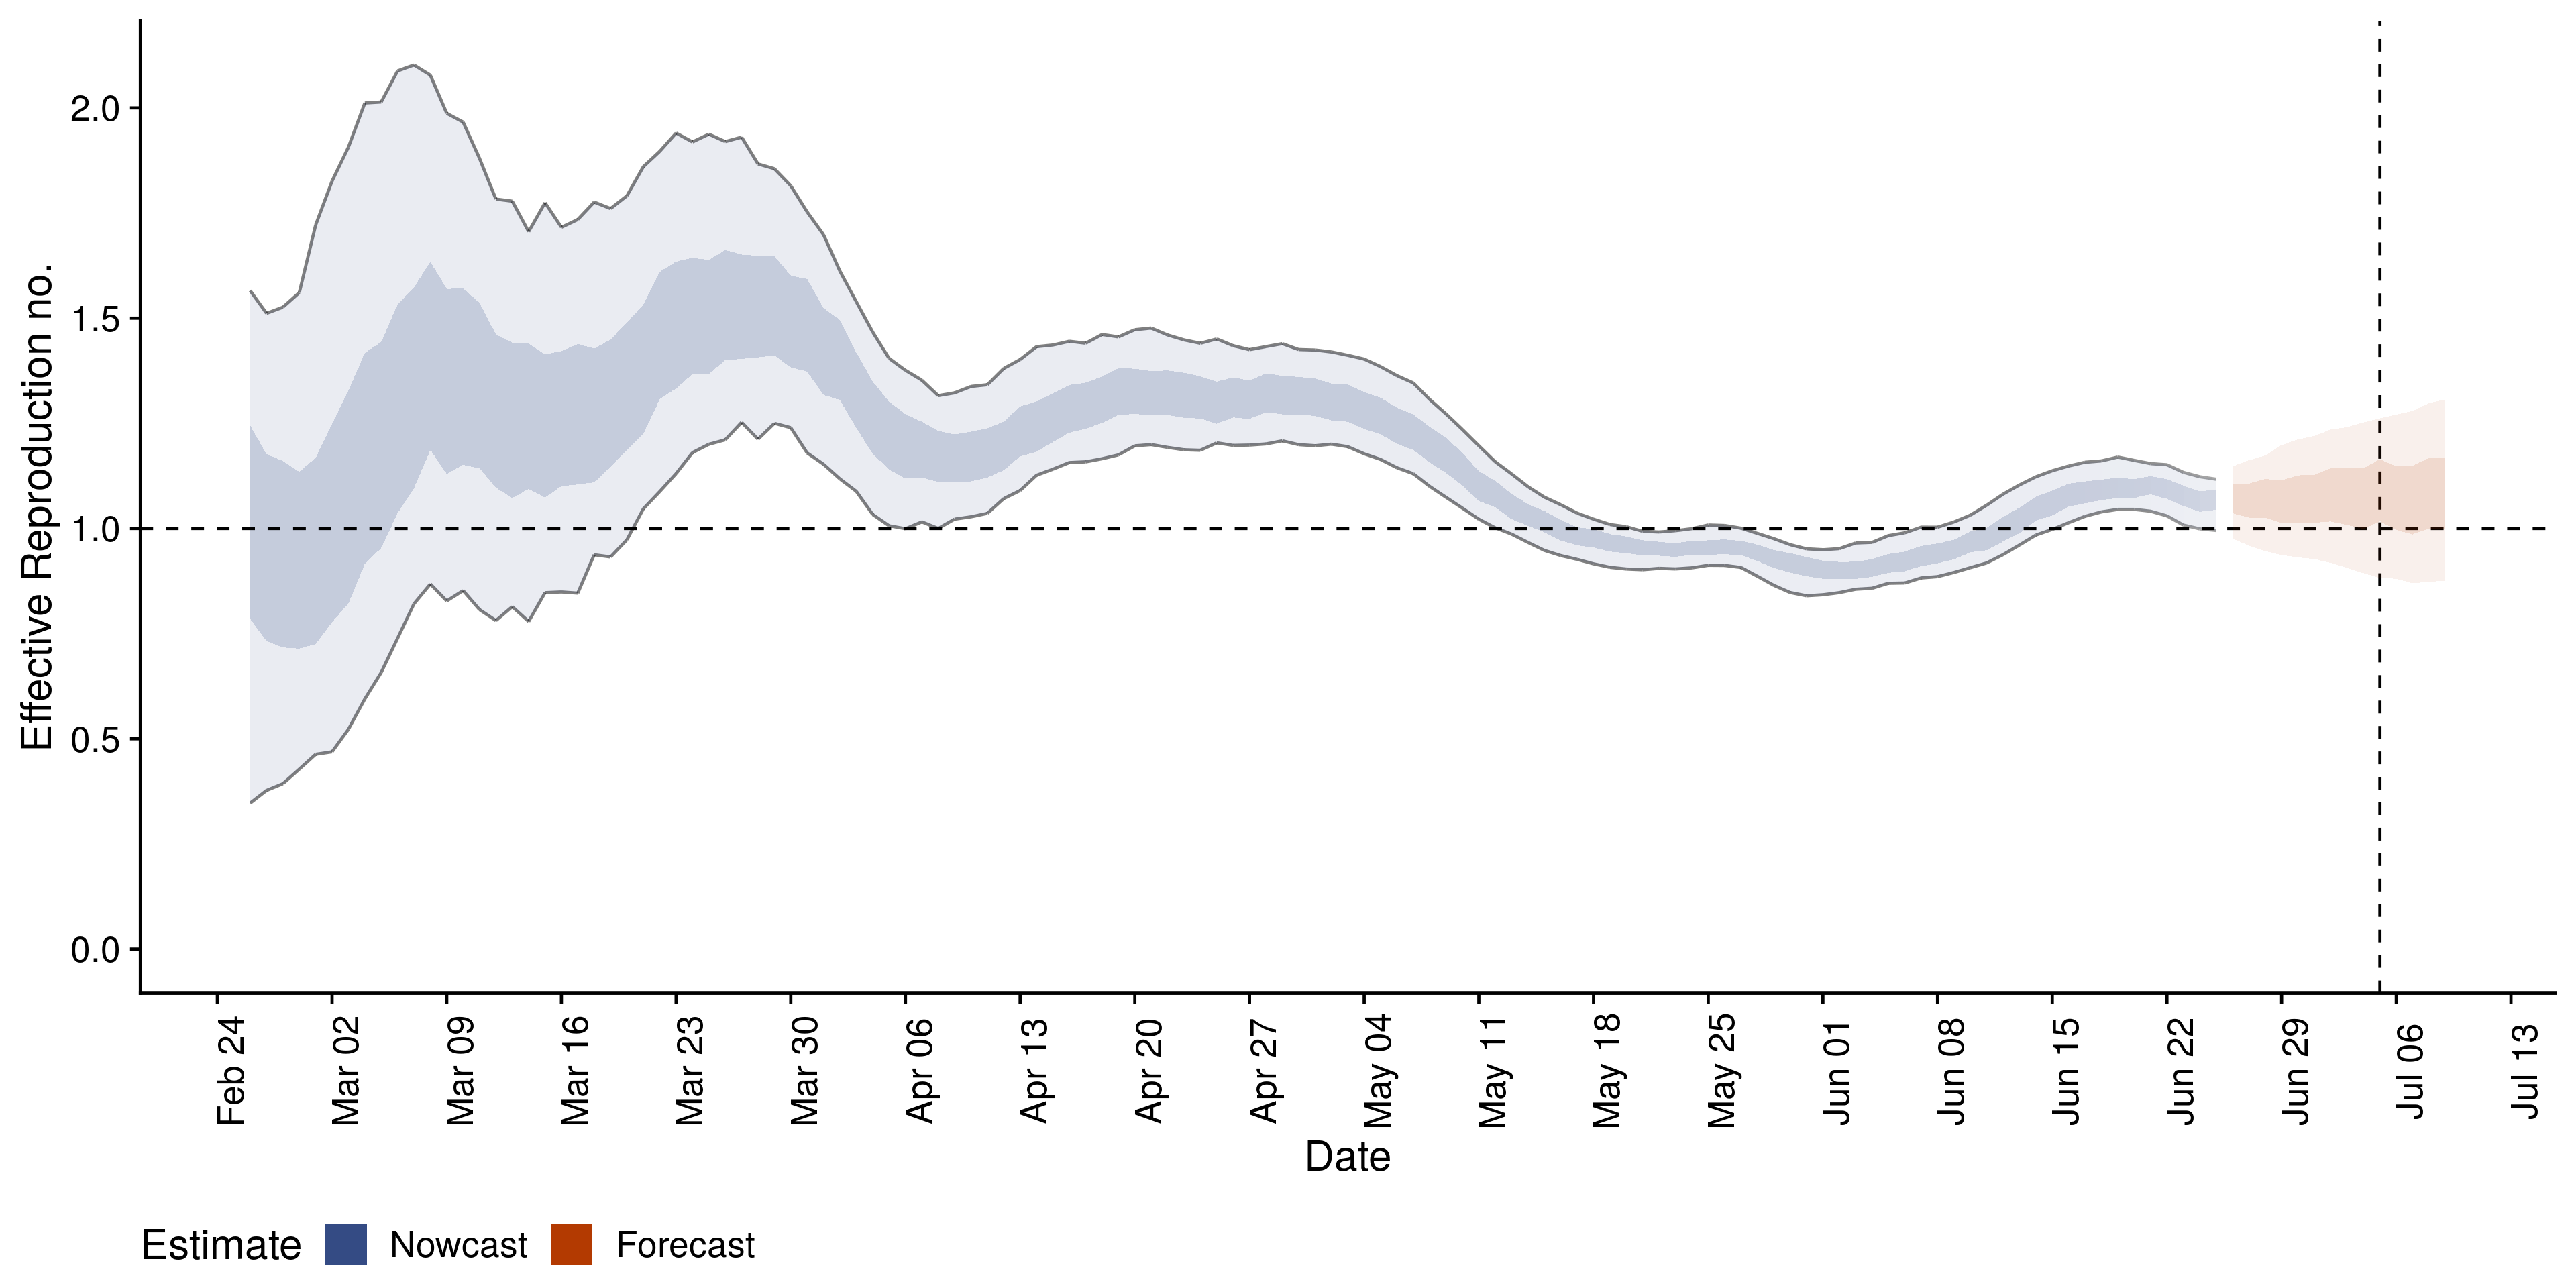 Effective Reproduction no.
2.0
1.5
1.0
0.5
0.0
Feb 24
Mar 02
Mar 09
Mar 16
Mar 23
Mar 30
Apr 06
Apr 13
Apr 20
Apr 27
May 04
May 11
May 18
May 25
Jun 01
Jun 08
Jun 15
Jun 22
Jun 29
Jul 06
Jul 13
Date
Estimate Nowcast Forecast